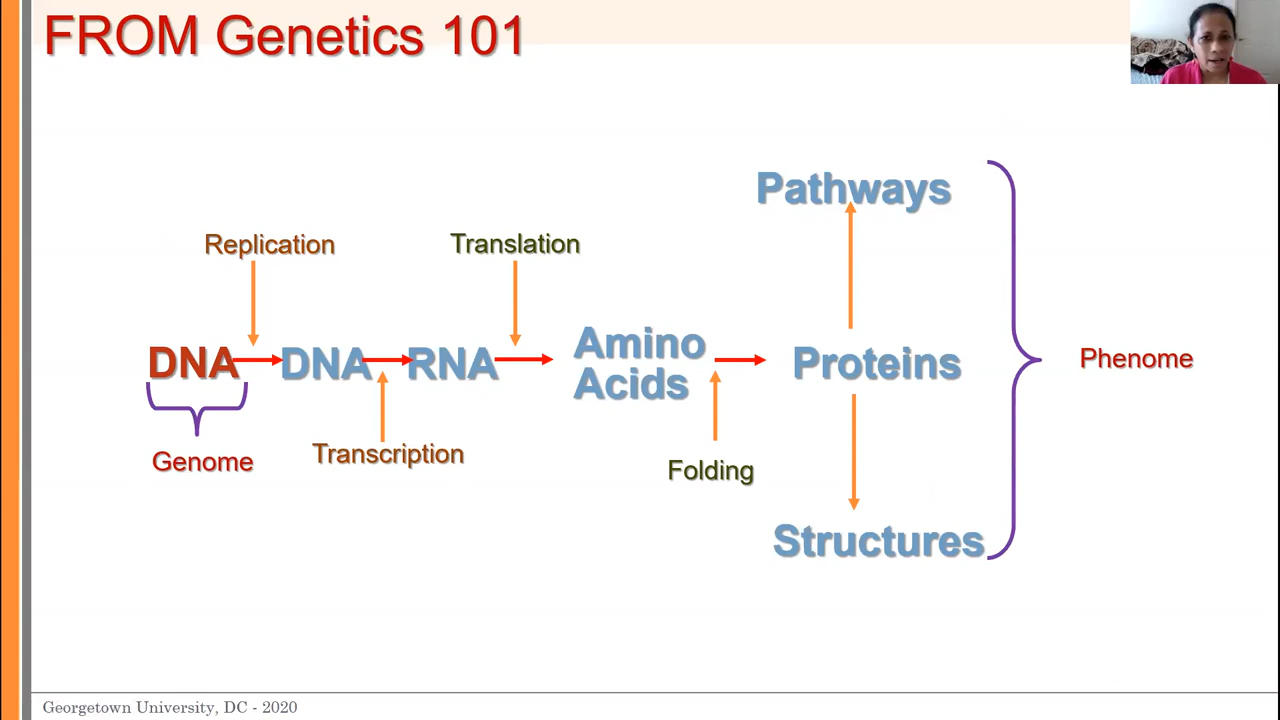 FROM Genetics 101
Pathways
Replication
Translation
DNA
DNA
RNA
Amino
Acids
Proteins
Phenome
Genome
Transcription
Folding
Structures
Georgetown University, DC - 2020